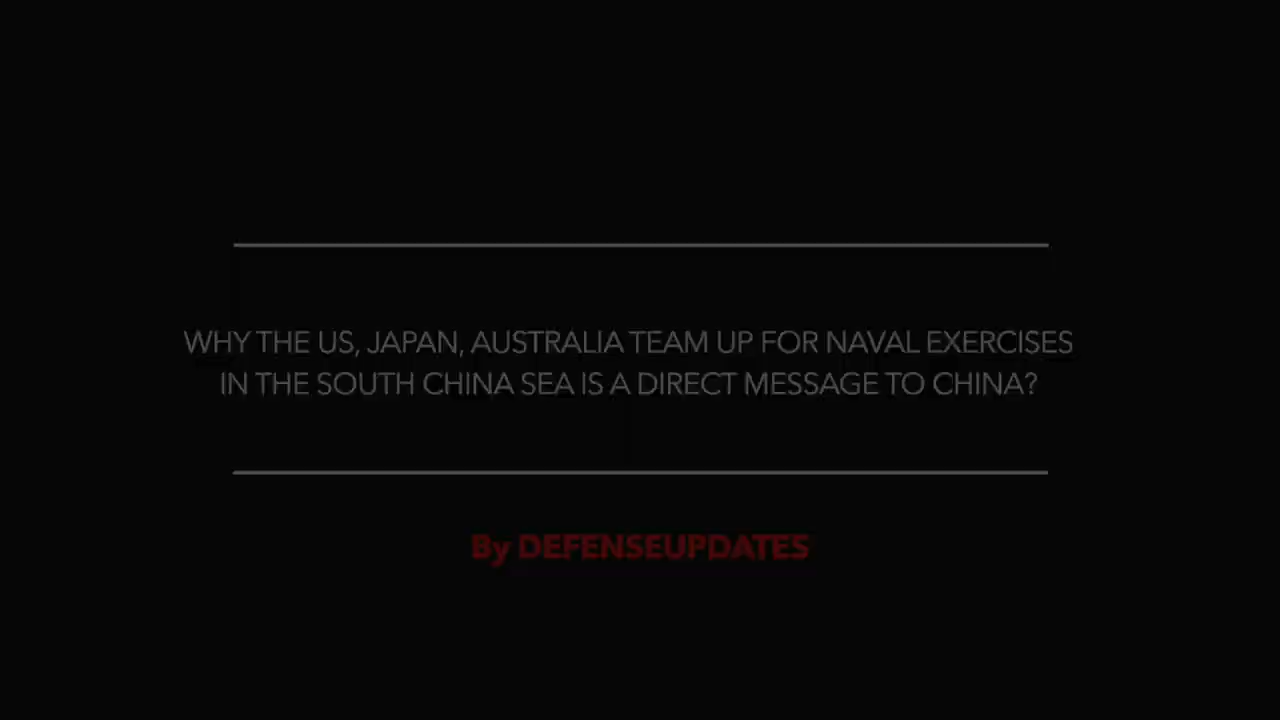 WHY THE US, JAPAN, AUSTRALIA TEAM UP FOR NAVAL EXERCISES
IN THE SOUTH CHINA SEA IS A DIRECT MESSAGE TO CHINA?
By DEFENSEUPDATES